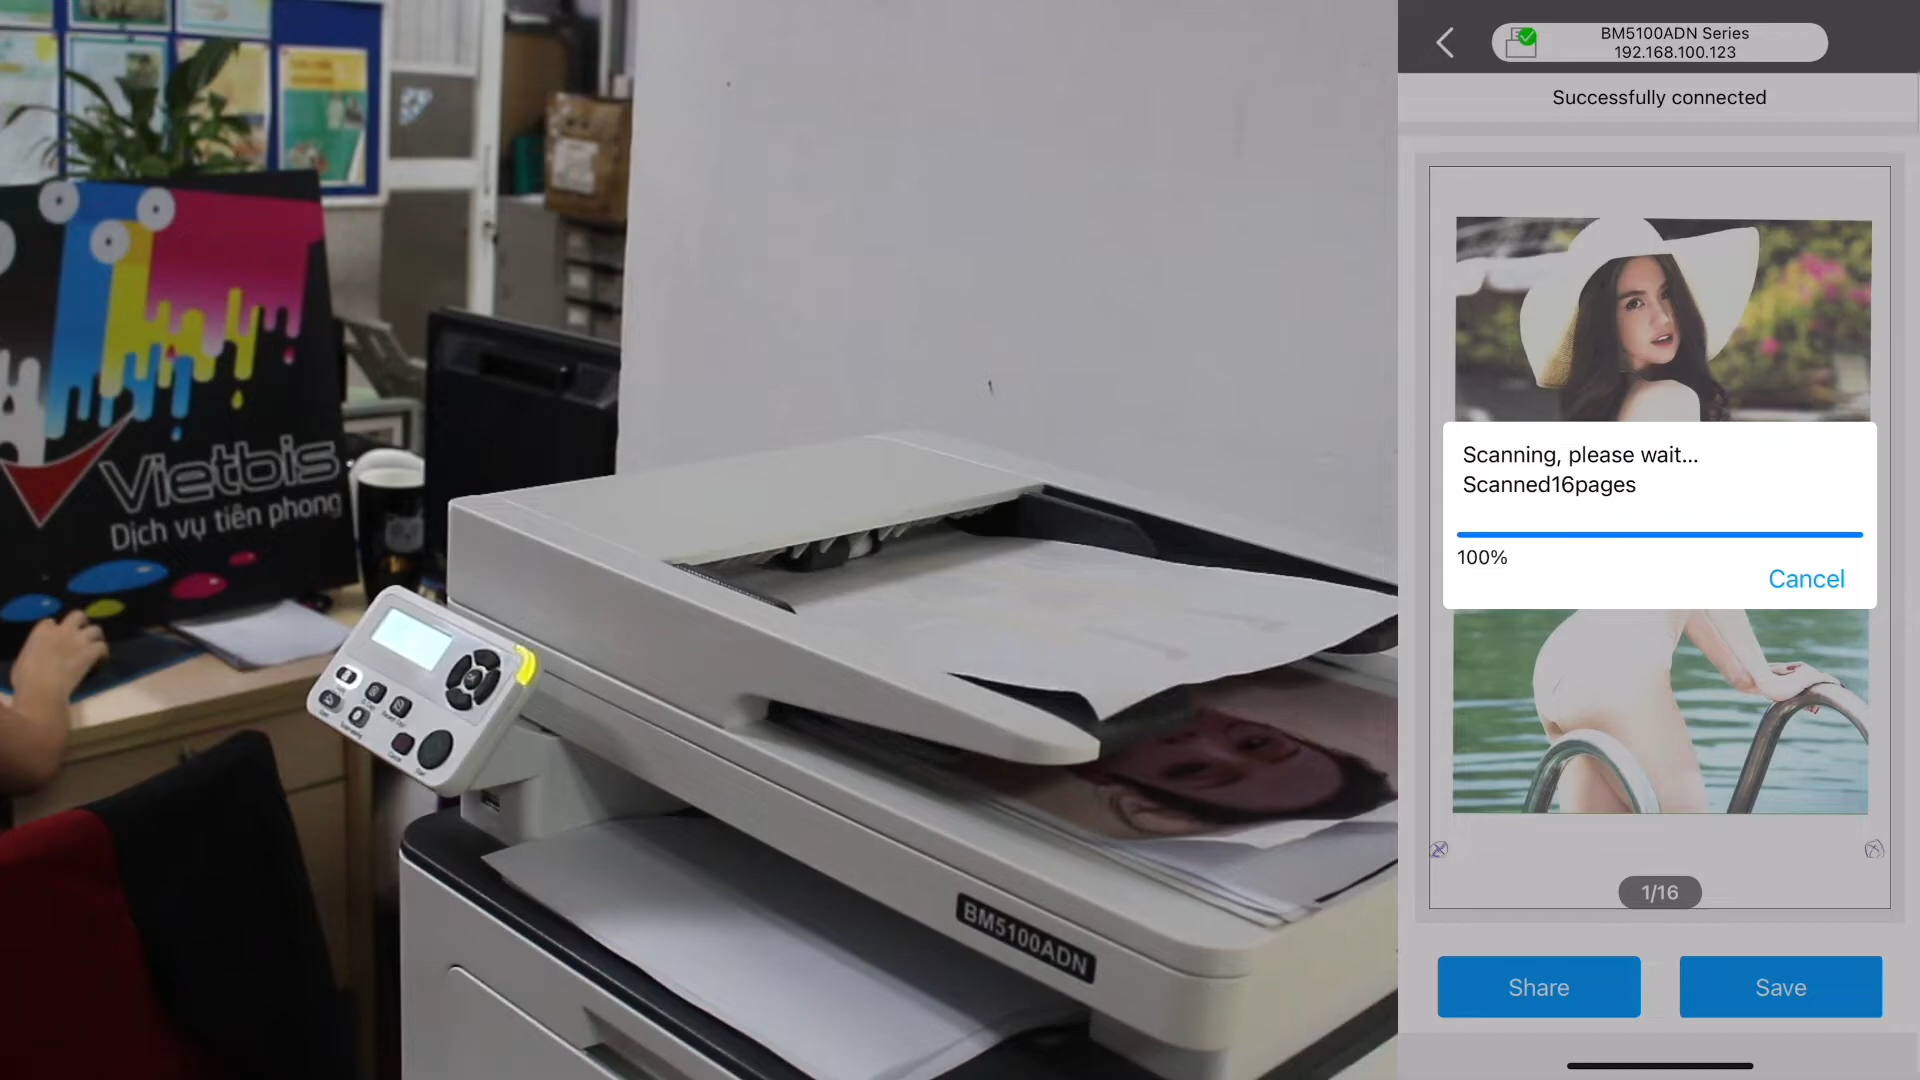 Vietbis
Dịch vụ tiên phong
BM5100ADN
BM5100ADN Series
192.168.100.123
Successfully connected
Scanning, please wait...
Scanned16pages
100%
Cancel
1/16
Share
Save